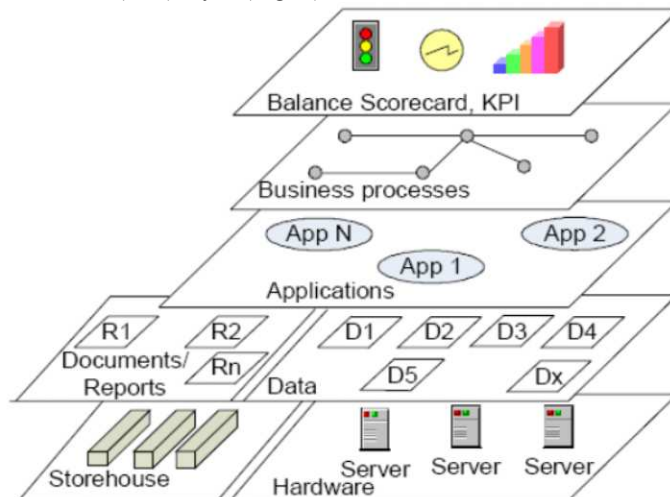 Balance Scorecard, KPI
Business processes
App N
App 2
App 1
Applications
R1
R2
Documents/
Reports
Rn
D1
D2
D3
D4
D5
Dx
Data
Storehouse
Server
Server
Server
Hardware